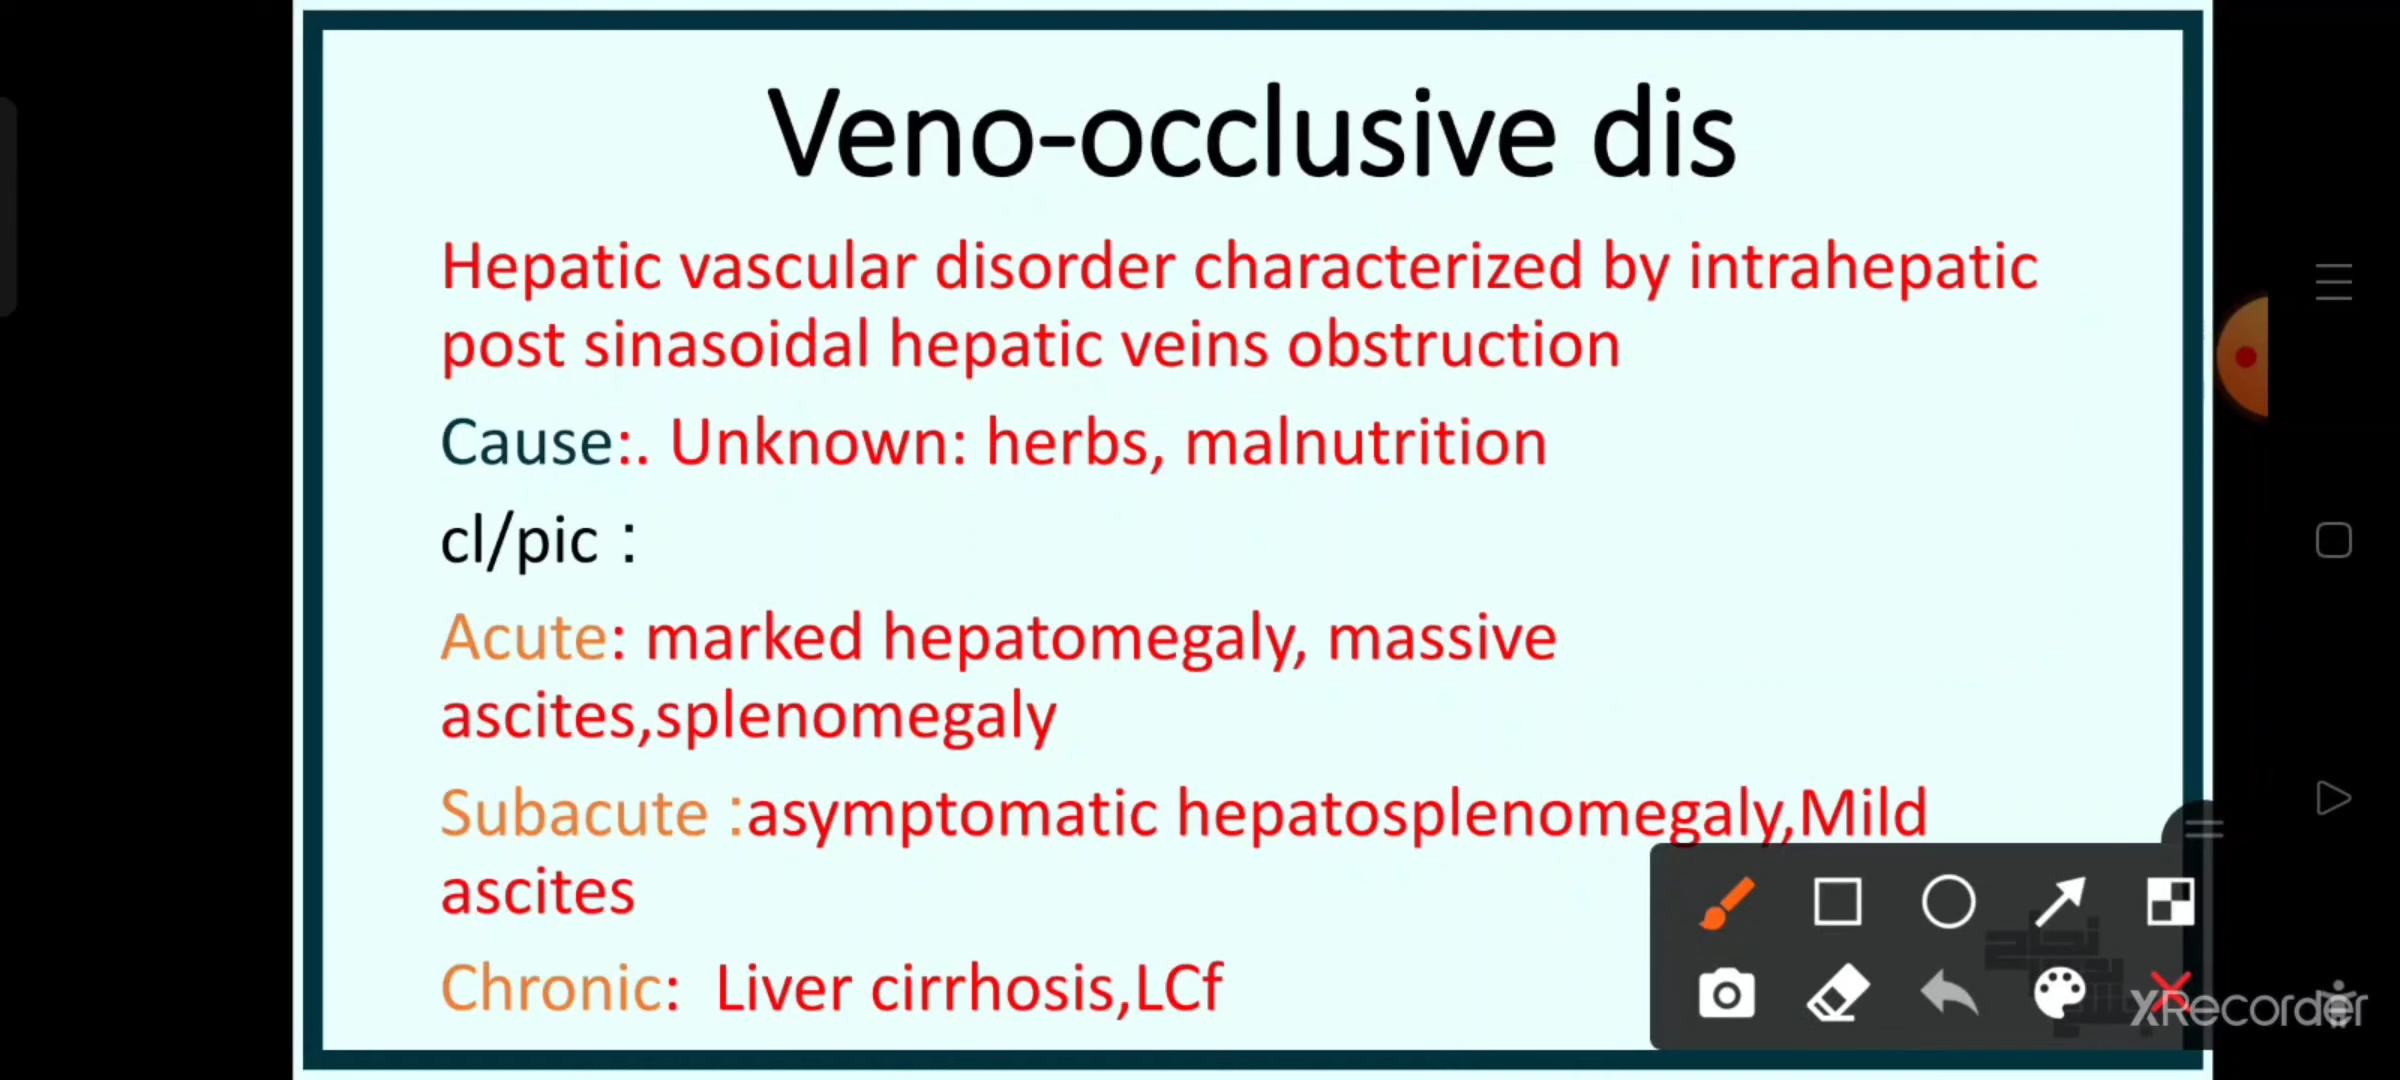 Veno-occlusive dis
Hepatic vascular disorder characterized by intrahepatic
post sinasoidal hepatic veins obstruction
Cause:. Unknown: herbs, malnutrition
cl/pic :
Acute: marked hepatomegaly, massive
ascites,splenomegaly
Subacute :asymptomatic hepatosplenomegaly,Mild
ascites
Chronic: Liver cirrhosis,LCf
XRecorder